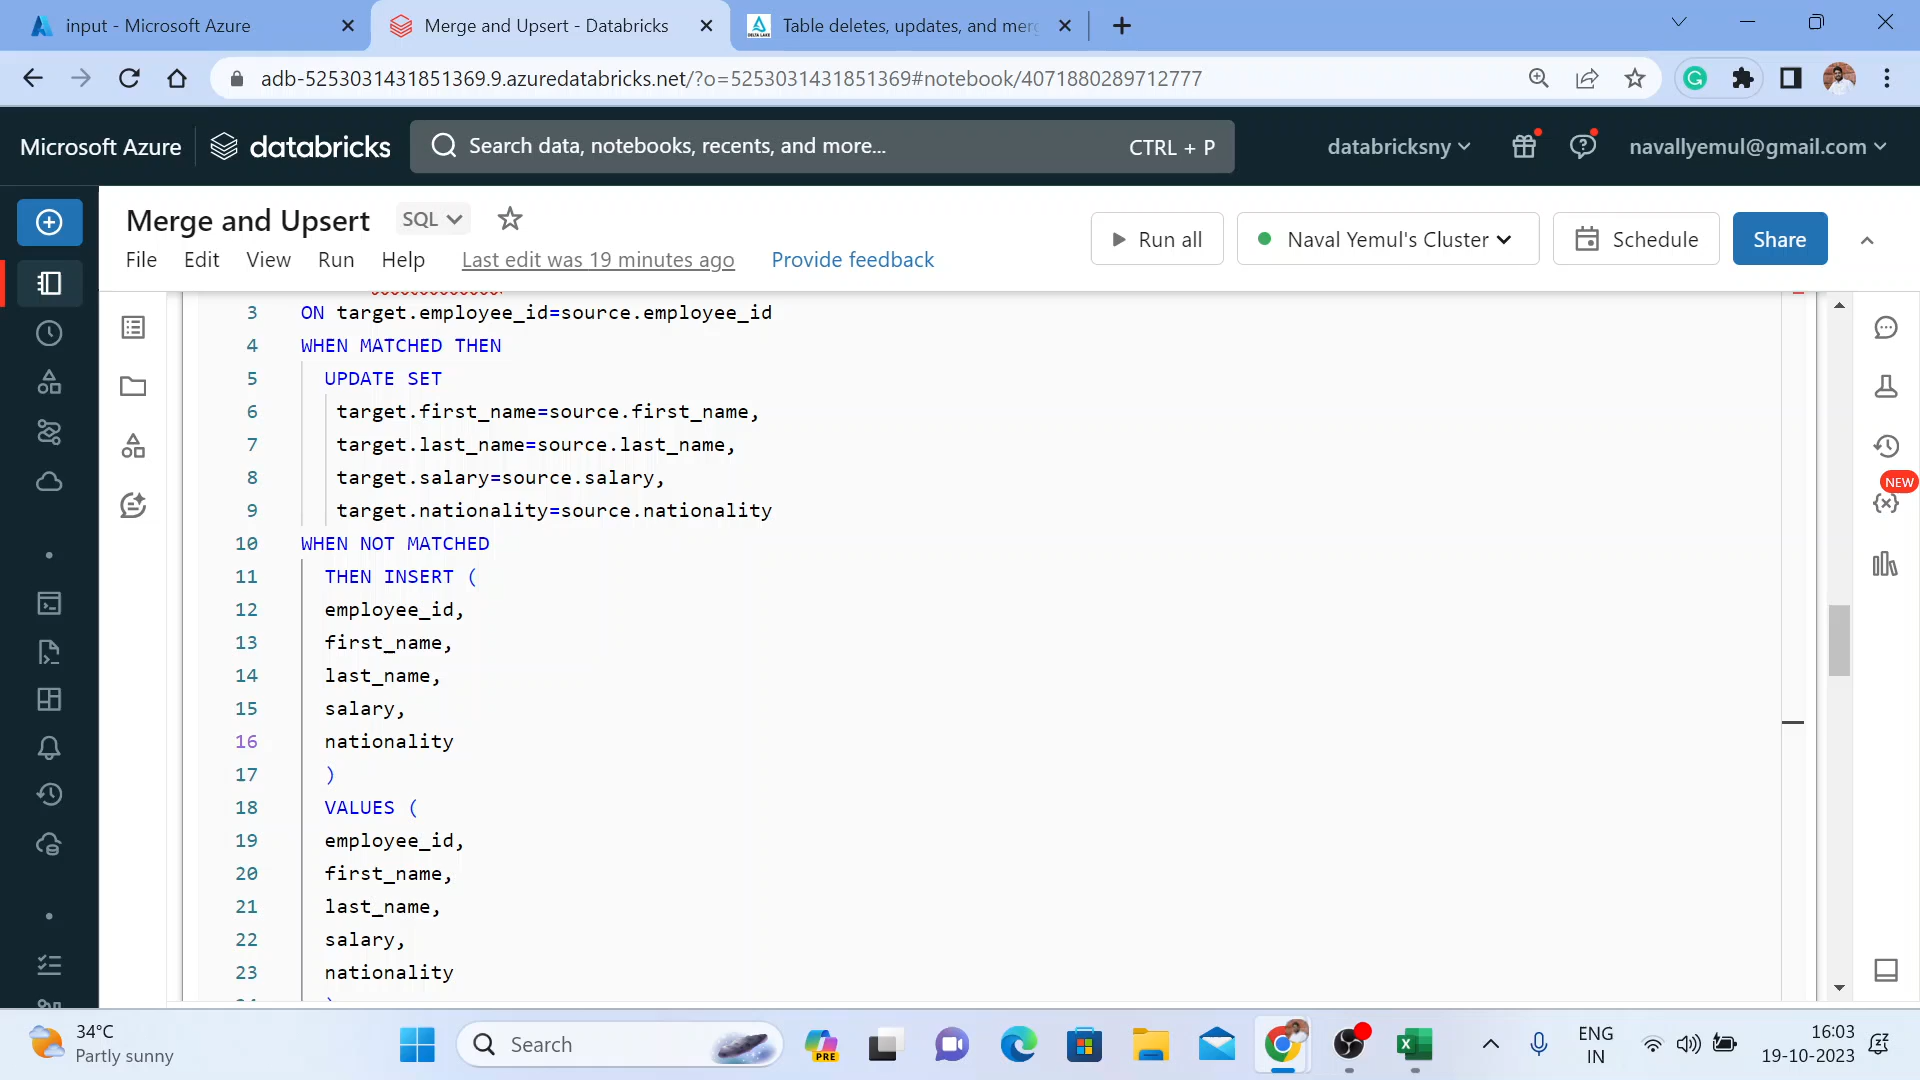 input - Microsoft Azure
Merge and Upsert - Databricks
DELTA LAKE
Table deletes, updates, and mer
adb-5253031431851369.9.azuredatabricks.net/?o=5253031431851369#notebook/4071880289712777
Microsoft Azure
databricks
Search data, notebooks, recents, and more...
CTRL + P
databricksny
navallyemul@gmail.com
Merge and Upsert
SQL
Run all
Naval Yemul's Cluster
Schedule
Share
File Edit View Run Help
Last edit was 19 minutes ago
Provide feedback
3 ON target.employee_id=source.employee_id
4 WHEN MATCHED THEN
5 UPDATE SET
6 target.first_name=source.first_name,
7 target.last_name=source.last_name,
8 target.salary=source.salary,
9 target.nationality=source.nationality
10 WHEN NOT MATCHED
11 THEN INSERT (
12 employee_id,
13 first_name,
14 last_name,
15 salary,
16 nationality
17 )
18 VALUES (
19 employee_id,
20 first_name,
21 last_name,
22 salary,
23 nationality
NEW
34°C
Partly sunny
Search
PRE
ENG
IN
16:03
19-10-2023